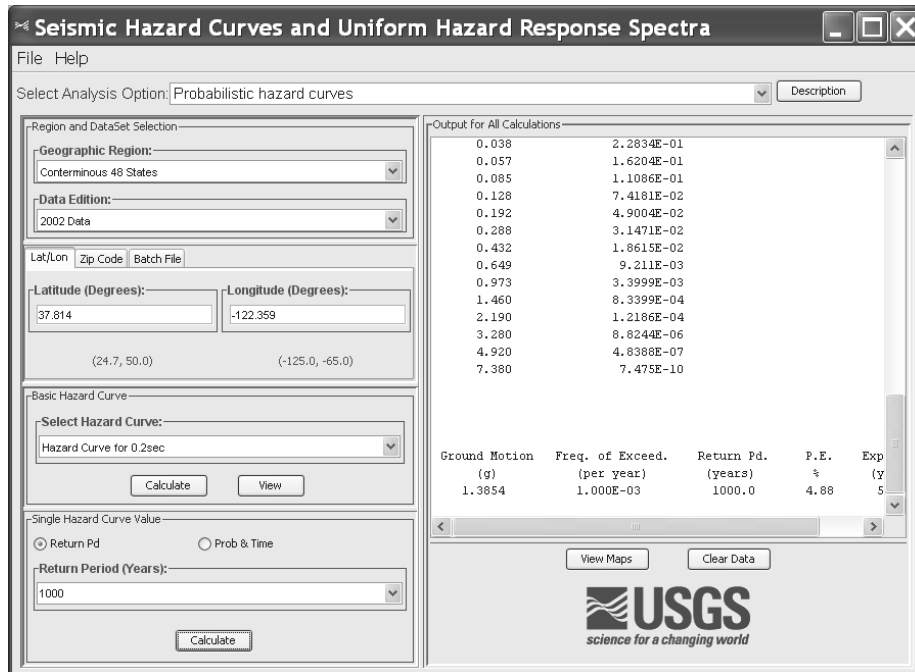 Seismic Hazard Curves and Uniform Hazard Response Spectra
File Help
Select Analysis Option: Probabilistic hazard curves
Description
Region and DataSet Selection
Geographic Region:
Conterminous 48 States
Data Edition:
2002 Data
Lat/Lon Zip Code Batch File
Latitude (Degrees): Longitude (Degrees):
37.814 -122.359
(24.7, 50.0) (-125.0, -65.0)
Basic Hazard Curve
Select Hazard Curve:
Hazard Curve for 0.2sec
Calculate View
Single Hazard Curve Value
Return Pd Prob & Time
Return Period (Years):
1000
Calculate
Output for All Calculations
0.038 2.2834E-01
0.057 1.6204E-01
0.085 1.1086E-01
0.128 7.4181E-02
0.192 4.9004E-02
0.288 3.1471E-02
0.432 1.8615E-02
0.649 9.211E-03
0.973 3.3999E-03
1.460 8.3399E-04
2.190 1.2186E-04
3.280 8.8244E-06
4.920 4.8388E-07
7.380 7.475E-10
Ground Motion Freq. of Exceed. Return Pd. P.E. Exp
(g) (per year) (years) % (y
1.3854 1.000E-03 1000.0 4.88 5
View Maps Clear Data
USGS
science for a changing world